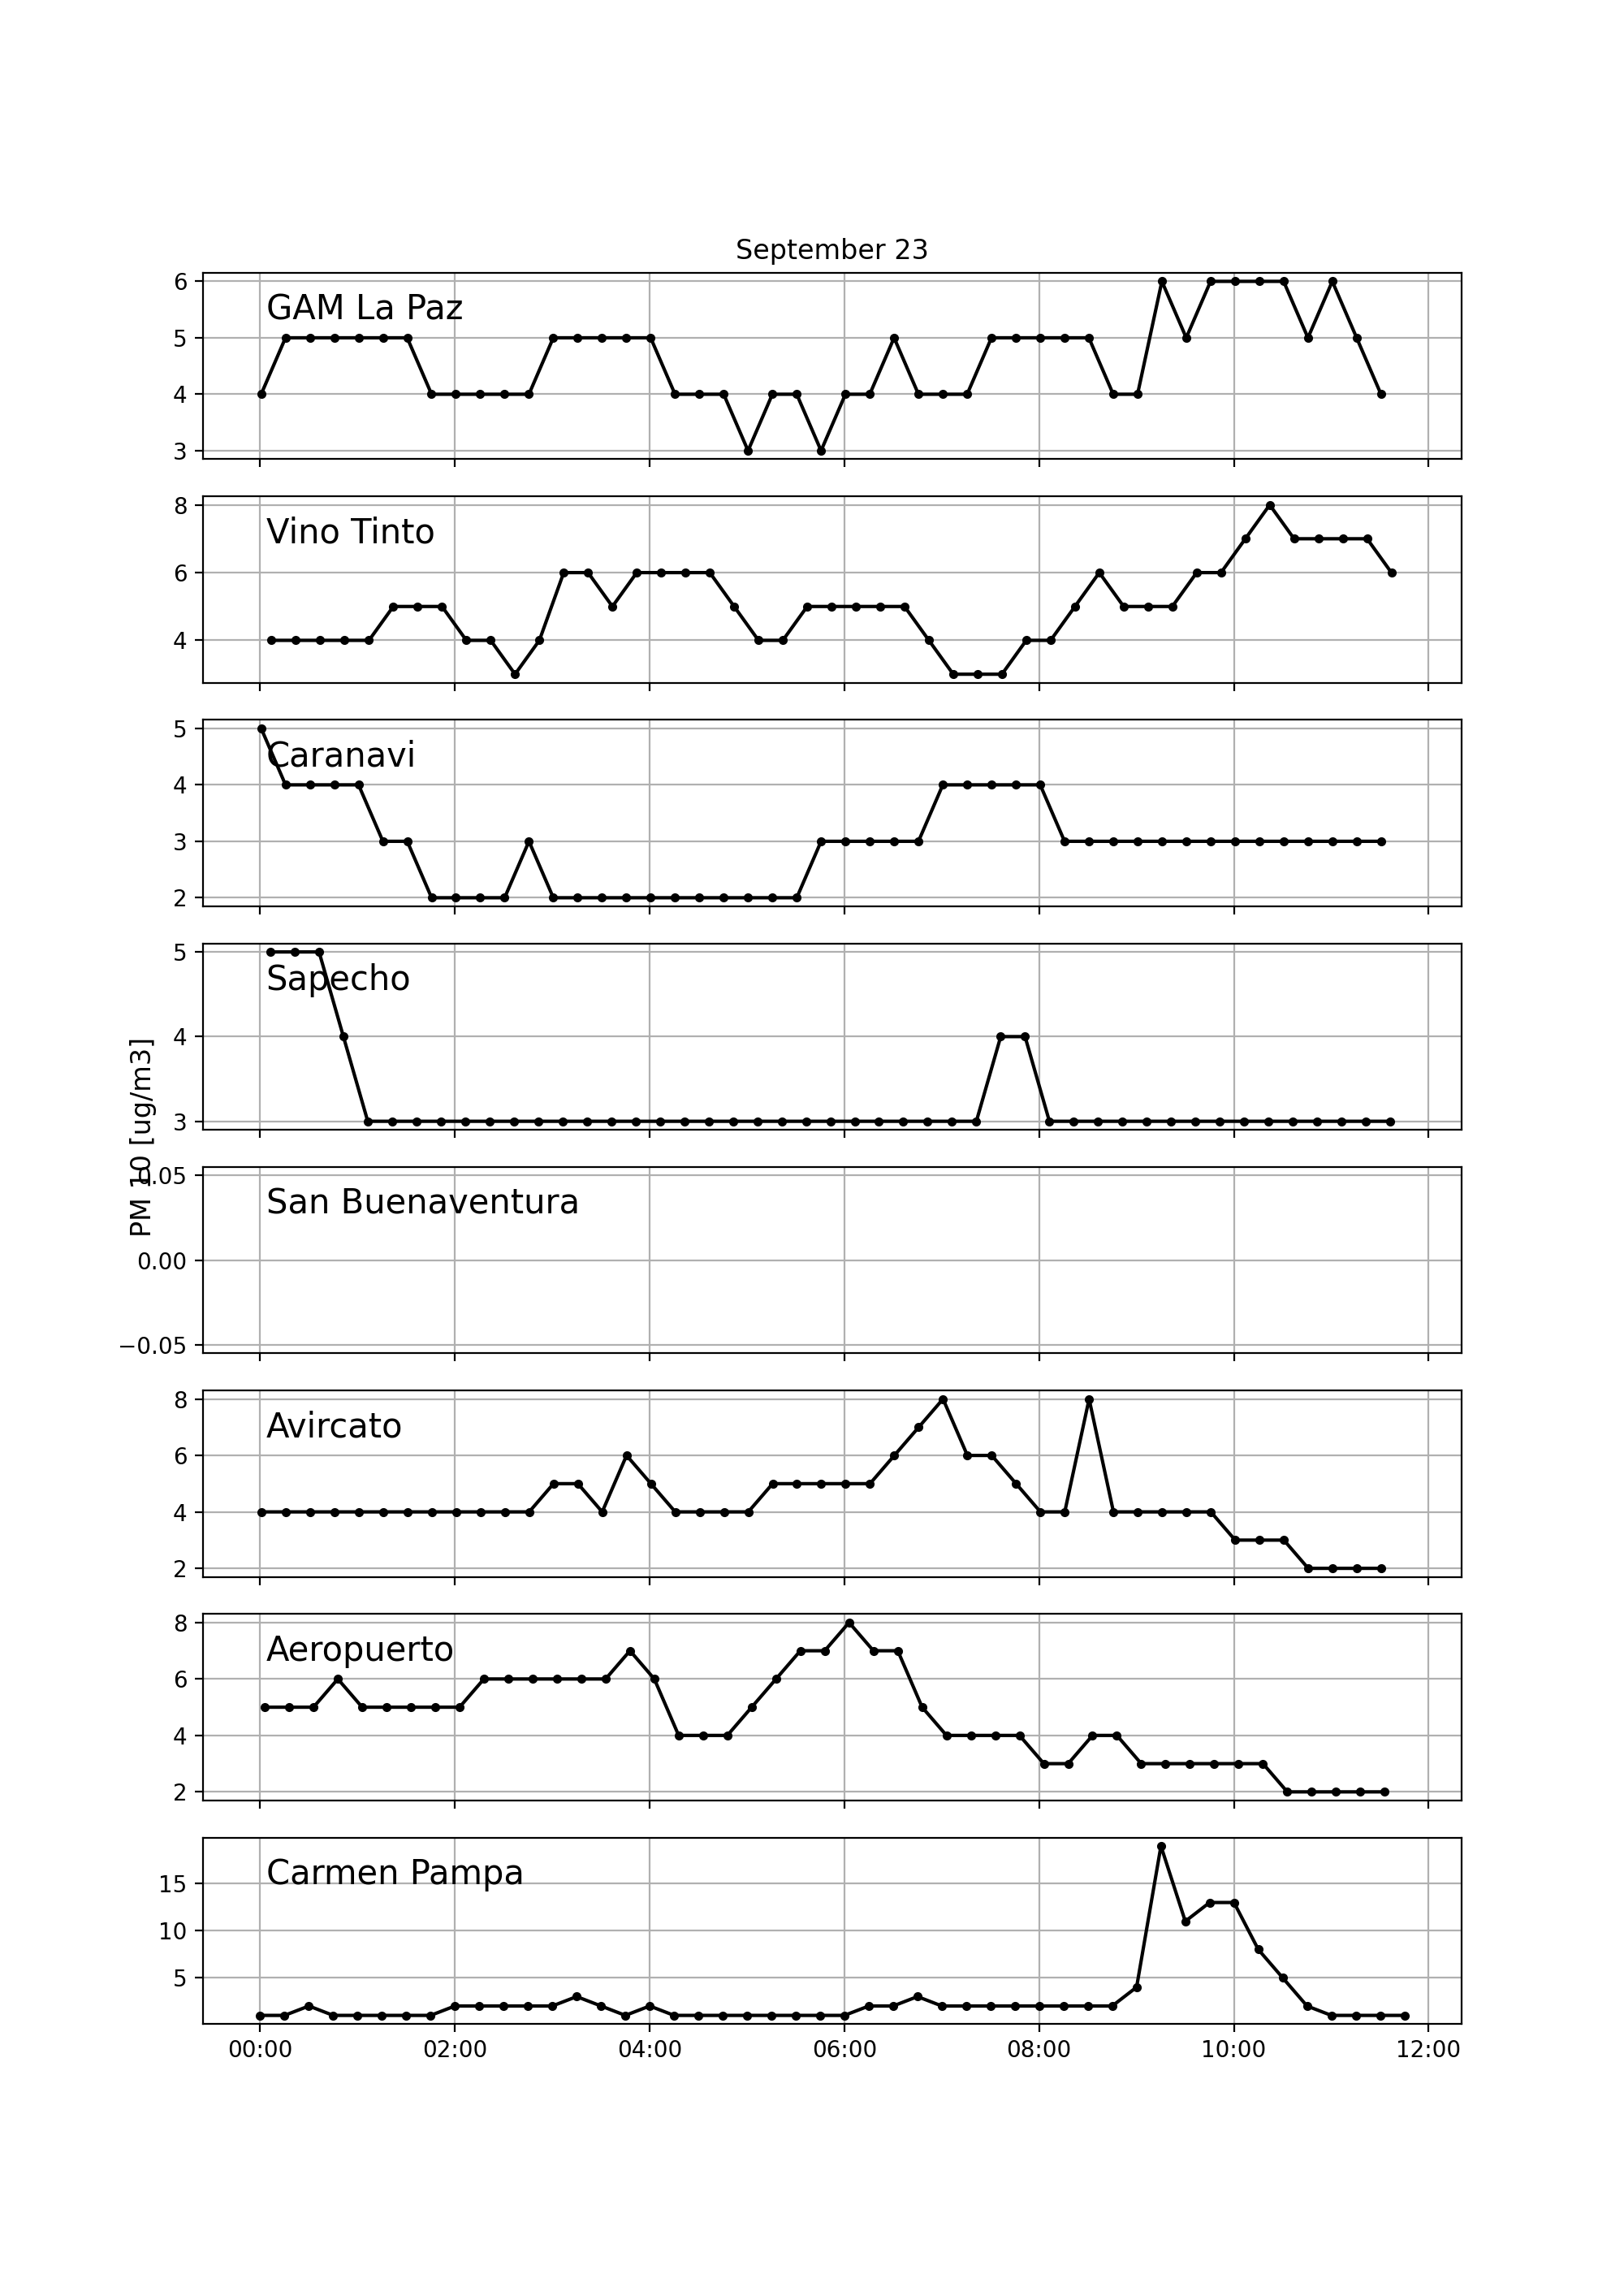 September 23
6
GAM La Paz
5
4
3
8
Vino Tinto
6
4
5
Caranavi
4
3
2
5
Sapecho
4
3
PM 10 [ug/m3]
0.05
San Buenaventura
0.00
−0.05
8
Avircato
6
4
2
8
Aeropuerto
6
4
2
Carmen Pampa
15
10
5
00:00 02:00 04:00 06:00 08:00 10:00 12:00